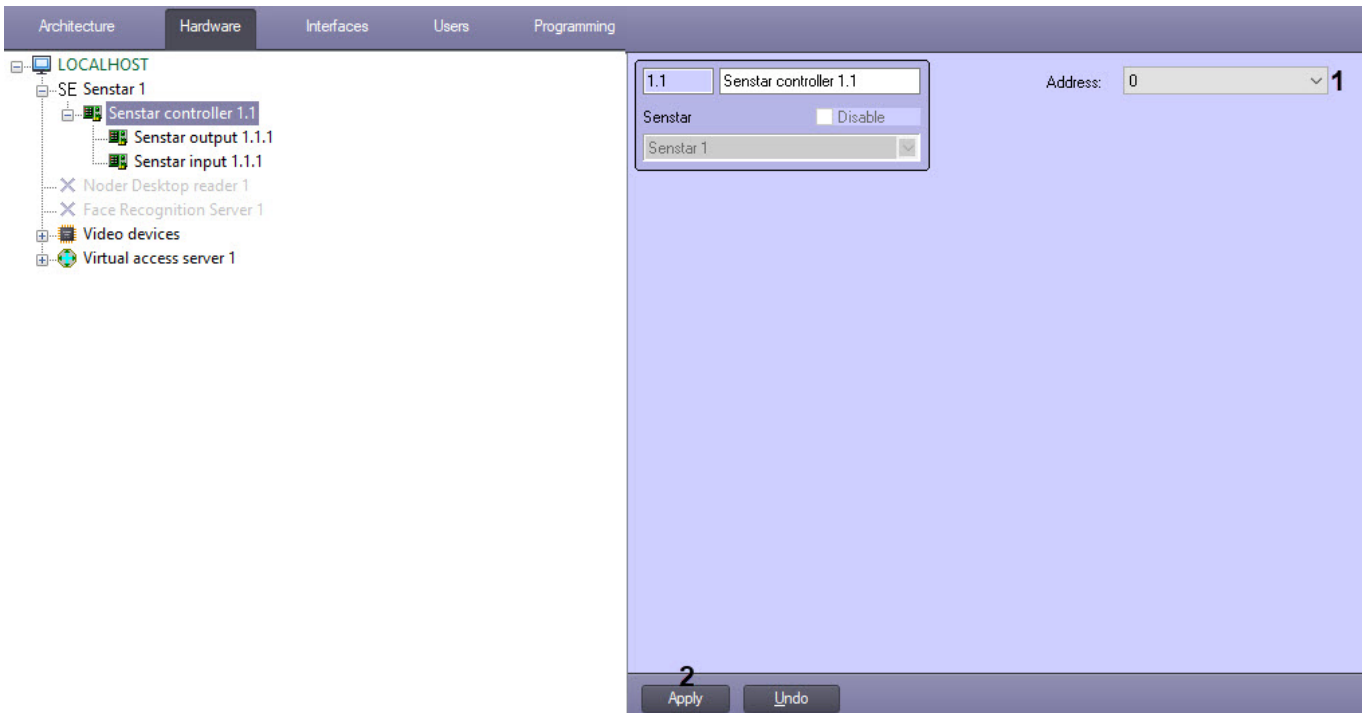 Architecture Hardware Interfaces Users Programming
LOCALHOST
SE Senstar 1
Senstar controller 1.1
Senstar output 1.1.1
Senstar input 1.1.1
Noder Desktop reader 1
Face Recognition Server 1
Video devices
Virtual access server 1
1.1 Senstar controller 1.1
Senstar Disable
Senstar 1
Address: 0 1
2
Apply Undo